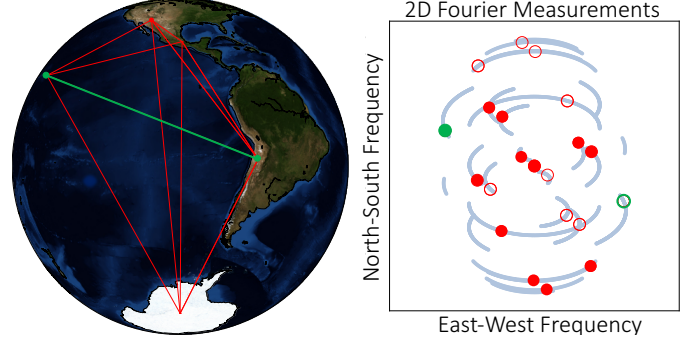 2D Fourier Measurements
North-South Frequency
East-West Frequency